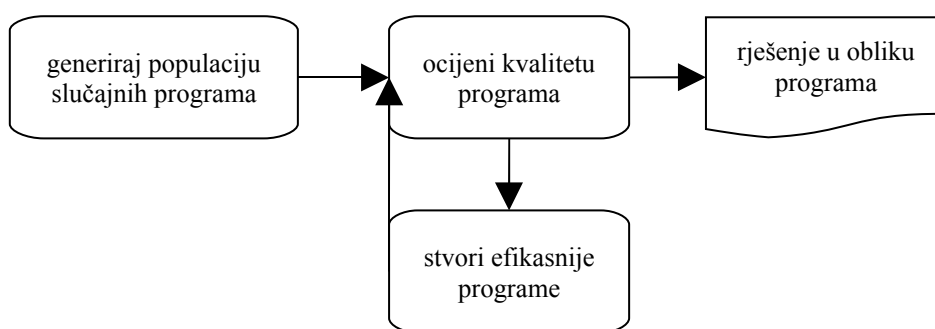 generiraj populaciju
slučajnih programa
ocijeni kvalitetu
programa
rješenje u obliku
programa
stvori efikasnije
programe